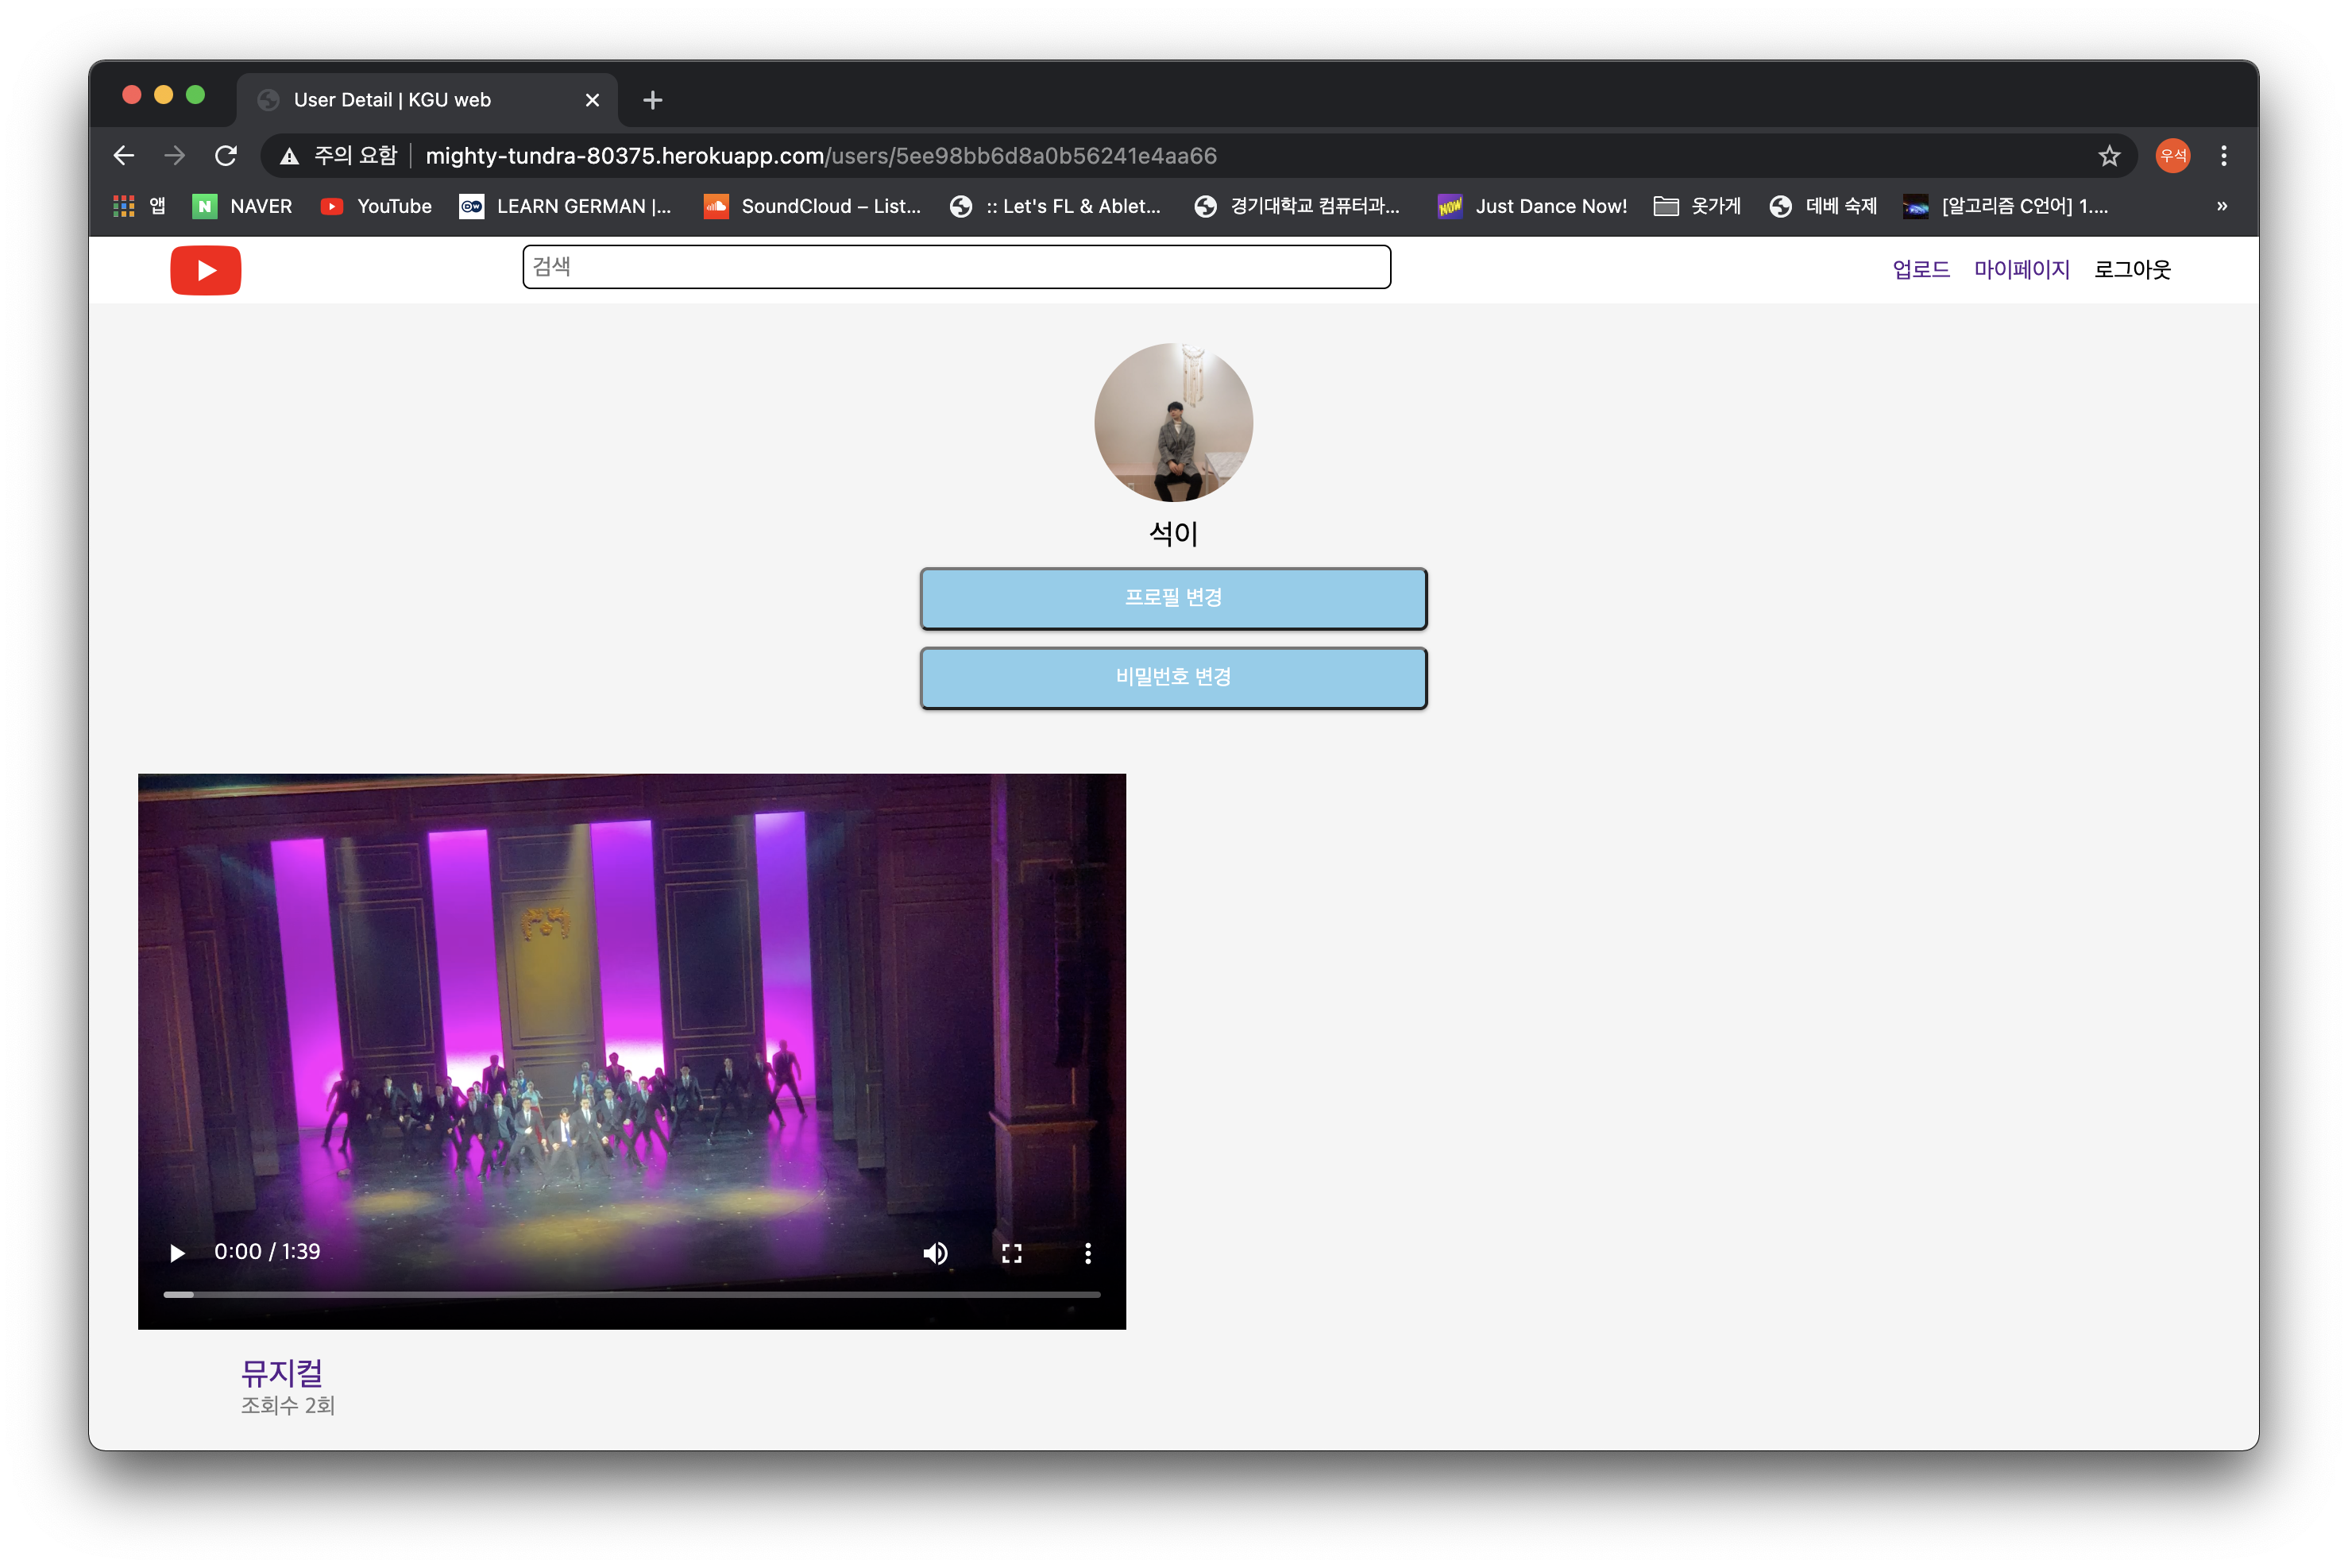 User Detail | KGU web
주의 요함 mighty-tundra-80375.herokuapp.com/users/5ee98bb6d8a0b56241e4aa66 우석
앱 NAVER YouTube DW LEARN GERMAN |... SoundCloud – List... :: Let's FL & Ablet... 경기대학교 컴퓨터과... NOW Just Dance Now! 옷가게 데베 숙제 [알고리즘 C언어] 1.... »
검색 업로드 마이페이지 로그아웃
석이
프로필 변경
비밀번호 변경
0:00 / 1:39
뮤지컬
조회수 2회